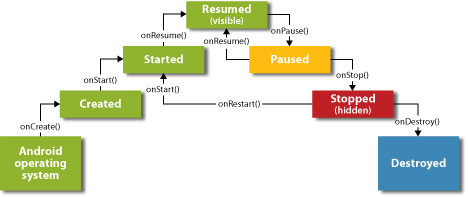 Resumed
(visible)
onResume()
onPause()
onResume()
Started
Paused
onStart()
onStop()
onStart()
Created
Stopped
(hidden)
onRestart()
onCreate()
onDestroy()
Android
operating
system
Destroyed